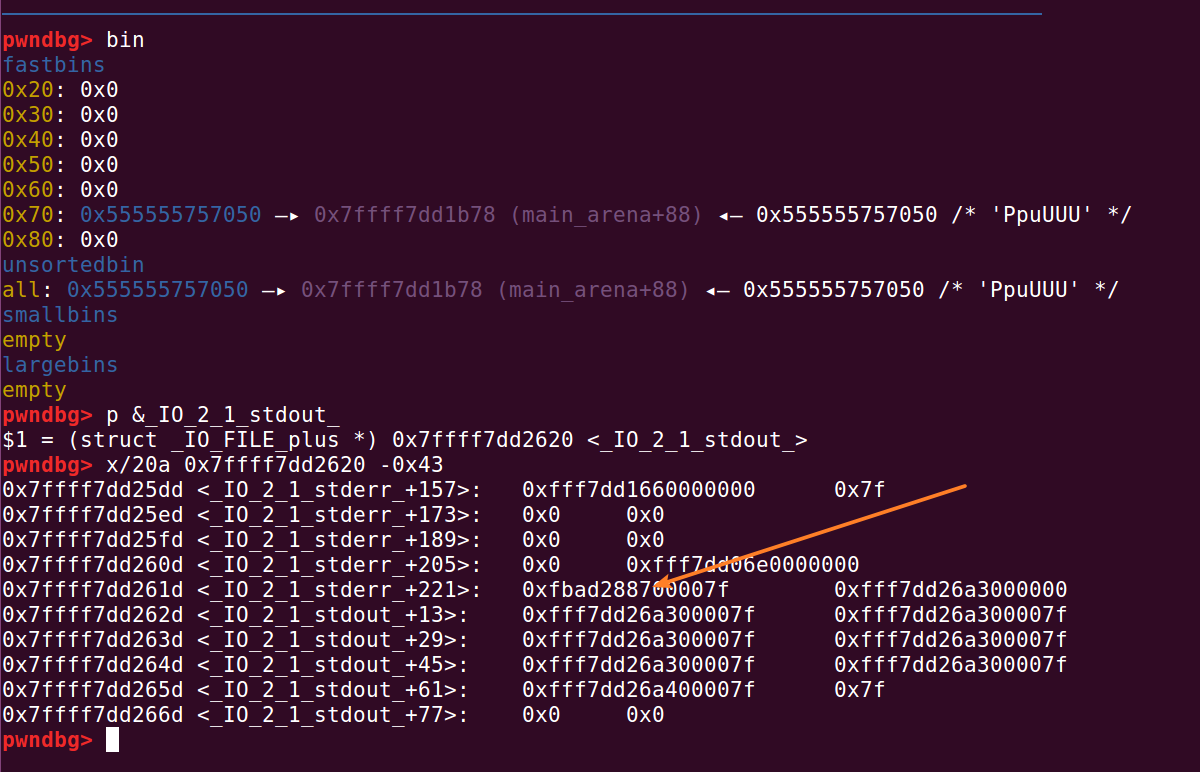 pwndbg> bin
fastbins
0x20: 0x0
0x30: 0x0
0x40: 0x0
0x50: 0x0
0x60: 0x0
0x70: 0x555555757050 —▸ 0x7ffff7dd1b78 (main_arena+88) ◂— 0x555555757050 /* 'PpuUUU' */
0x80: 0x0
unsortedbin
all: 0x555555757050 —▸ 0x7ffff7dd1b78 (main_arena+88) ◂— 0x555555757050 /* 'PpuUUU' */
smallbins
empty
largebins
empty
pwndbg> p &_IO_2_1_stdout_
$1 = (struct _IO_FILE_plus *) 0x7ffff7dd2620 <_IO_2_1_stdout_>
pwndbg> x/20a 0x7ffff7dd2620 -0x43
0x7ffff7dd25dd <_IO_2_1_stderr_+157>: 0xfff7dd1660000000 0x7f
0x7ffff7dd25ed <_IO_2_1_stderr_+173>: 0x0 0x0
0x7ffff7dd25fd <_IO_2_1_stderr_+189>: 0x0 0x0
0x7ffff7dd260d <_IO_2_1_stderr_+205>: 0x0 0xfff7dd06e0000000
0x7ffff7dd261d <_IO_2_1_stderr_+221>: 0xfbad288700007f 0xfff7dd26a3000000
0x7ffff7dd262d <_IO_2_1_stdout_+13>: 0xfff7dd26a300007f 0xfff7dd26a300007f
0x7ffff7dd263d <_IO_2_1_stdout_+29>: 0xfff7dd26a300007f 0xfff7dd26a300007f
0x7ffff7dd264d <_IO_2_1_stdout_+45>: 0xfff7dd26a300007f 0xfff7dd26a300007f
0x7ffff7dd265d <_IO_2_1_stdout_+61>: 0xfff7dd26a400007f 0x7f
0x7ffff7dd266d <_IO_2_1_stdout_+77>: 0x0 0x0
pwndbg>